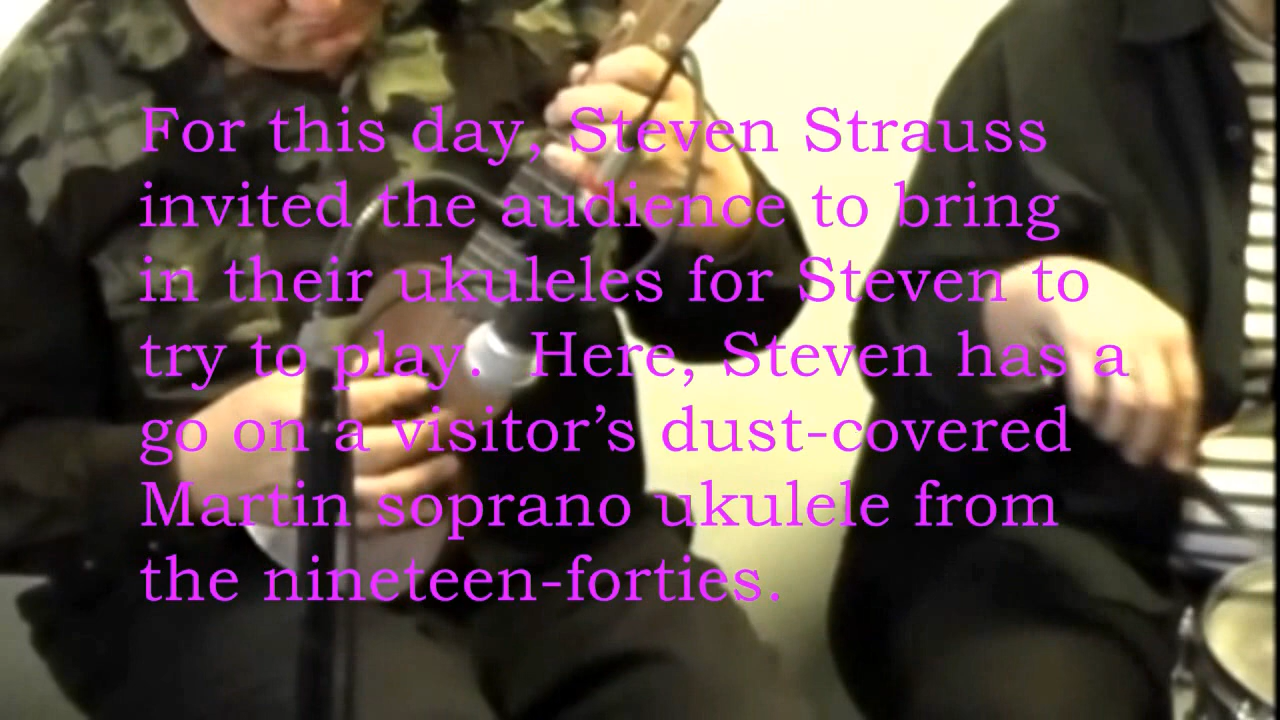 For this day, Steven Strauss
invited the audience to bring
in their ukuleles for Steven to
try to play.  Here, Steven has a
go on a visitor’s dust-covered
Martin soprano ukulele from
the nineteen-forties.